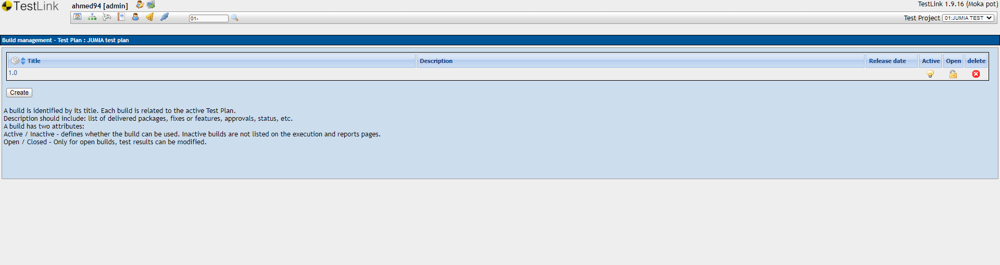 TestLink
ahmed94 [admin]
TestLink 1.9.16 (Moka pot)
01-
Test Project 01:JUMIA TEST
Build management - Test Plan : JUMIA test plan
Title Description Release date Active Open delete
1.0
Create
A build is identified by its title. Each build is related to the active Test Plan.
Description should include: list of delivered packages, fixes or features, approvals, status, etc.
A build has two attributes:
Active / Inactive - defines whether the build can be used. Inactive builds are not listed on the execution and reports pages.
Open / Closed - Only for open builds, test results can be modified.